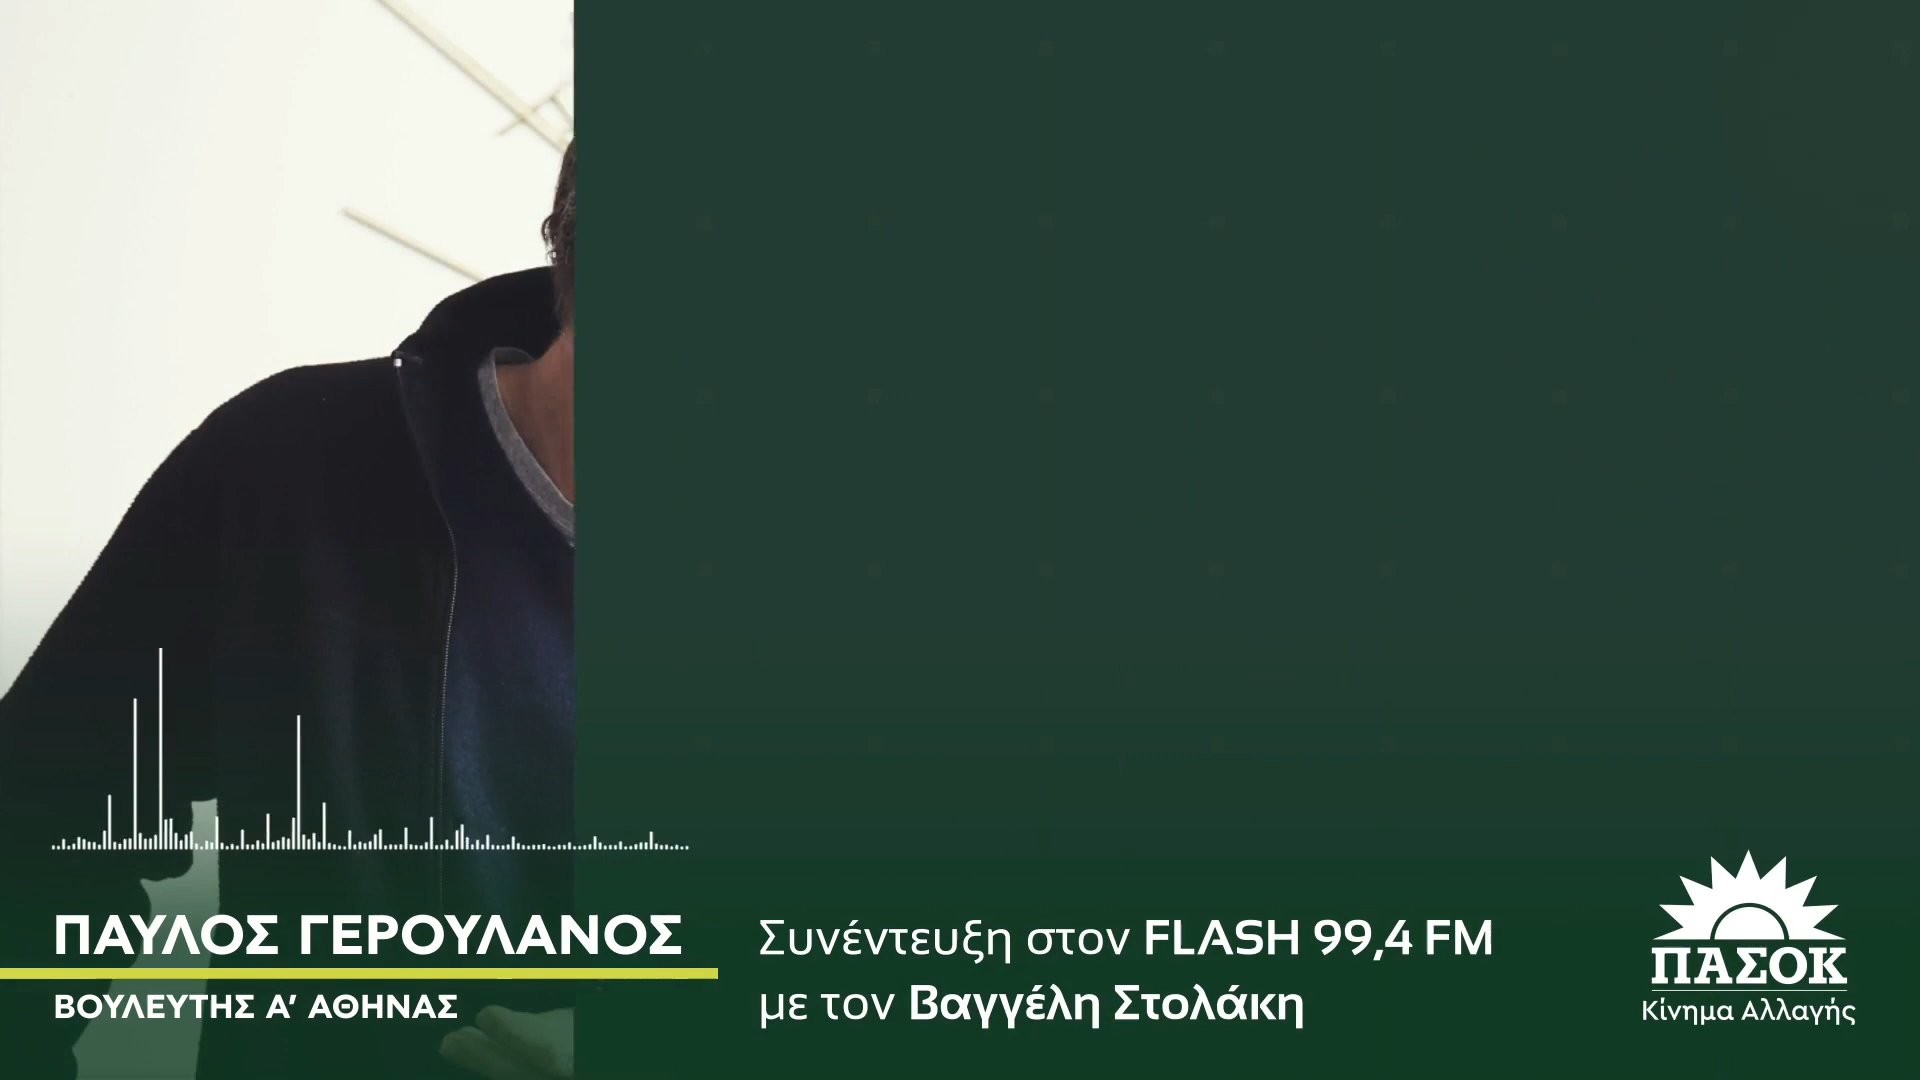 ΠΑΥΛΟΣ ΓΕΡΟΥΛΑΝΟΣ
ΒΟΥΛΕΥΤΗΣ Α’ ΑΘΗΝΑΣ
Συνέντευξη στον FLASH 99,4 FM
με τον Βαγγέλη Στολάκη
ΠΑΣΟΚ
Κίνημα Αλλαγής